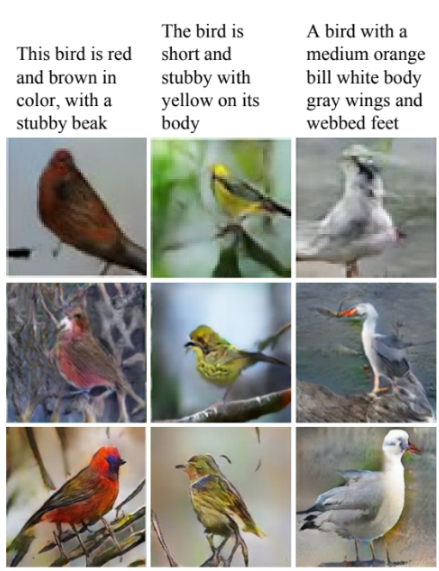 This bird is red
and brown in
color, with a
stubby beak
The bird is
short and
stubby with
yellow on its
body
A bird with a
medium orange
bill white body
gray wings and
webbed feet